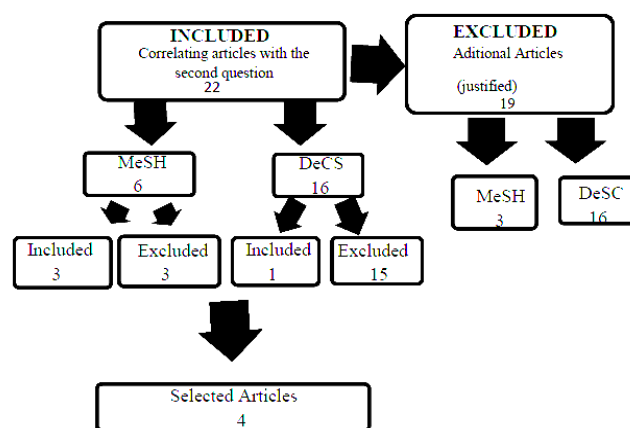 INCLUDED
Correlating articles with the
second question
22
EXCLUDED
Aditional Articles
(justified)
19
MeSH
6
DeCS
16
MeSH
3
DeSC
16
Included
3
Excluded
3
Included
1
Excluded
15
Selected Articles
4